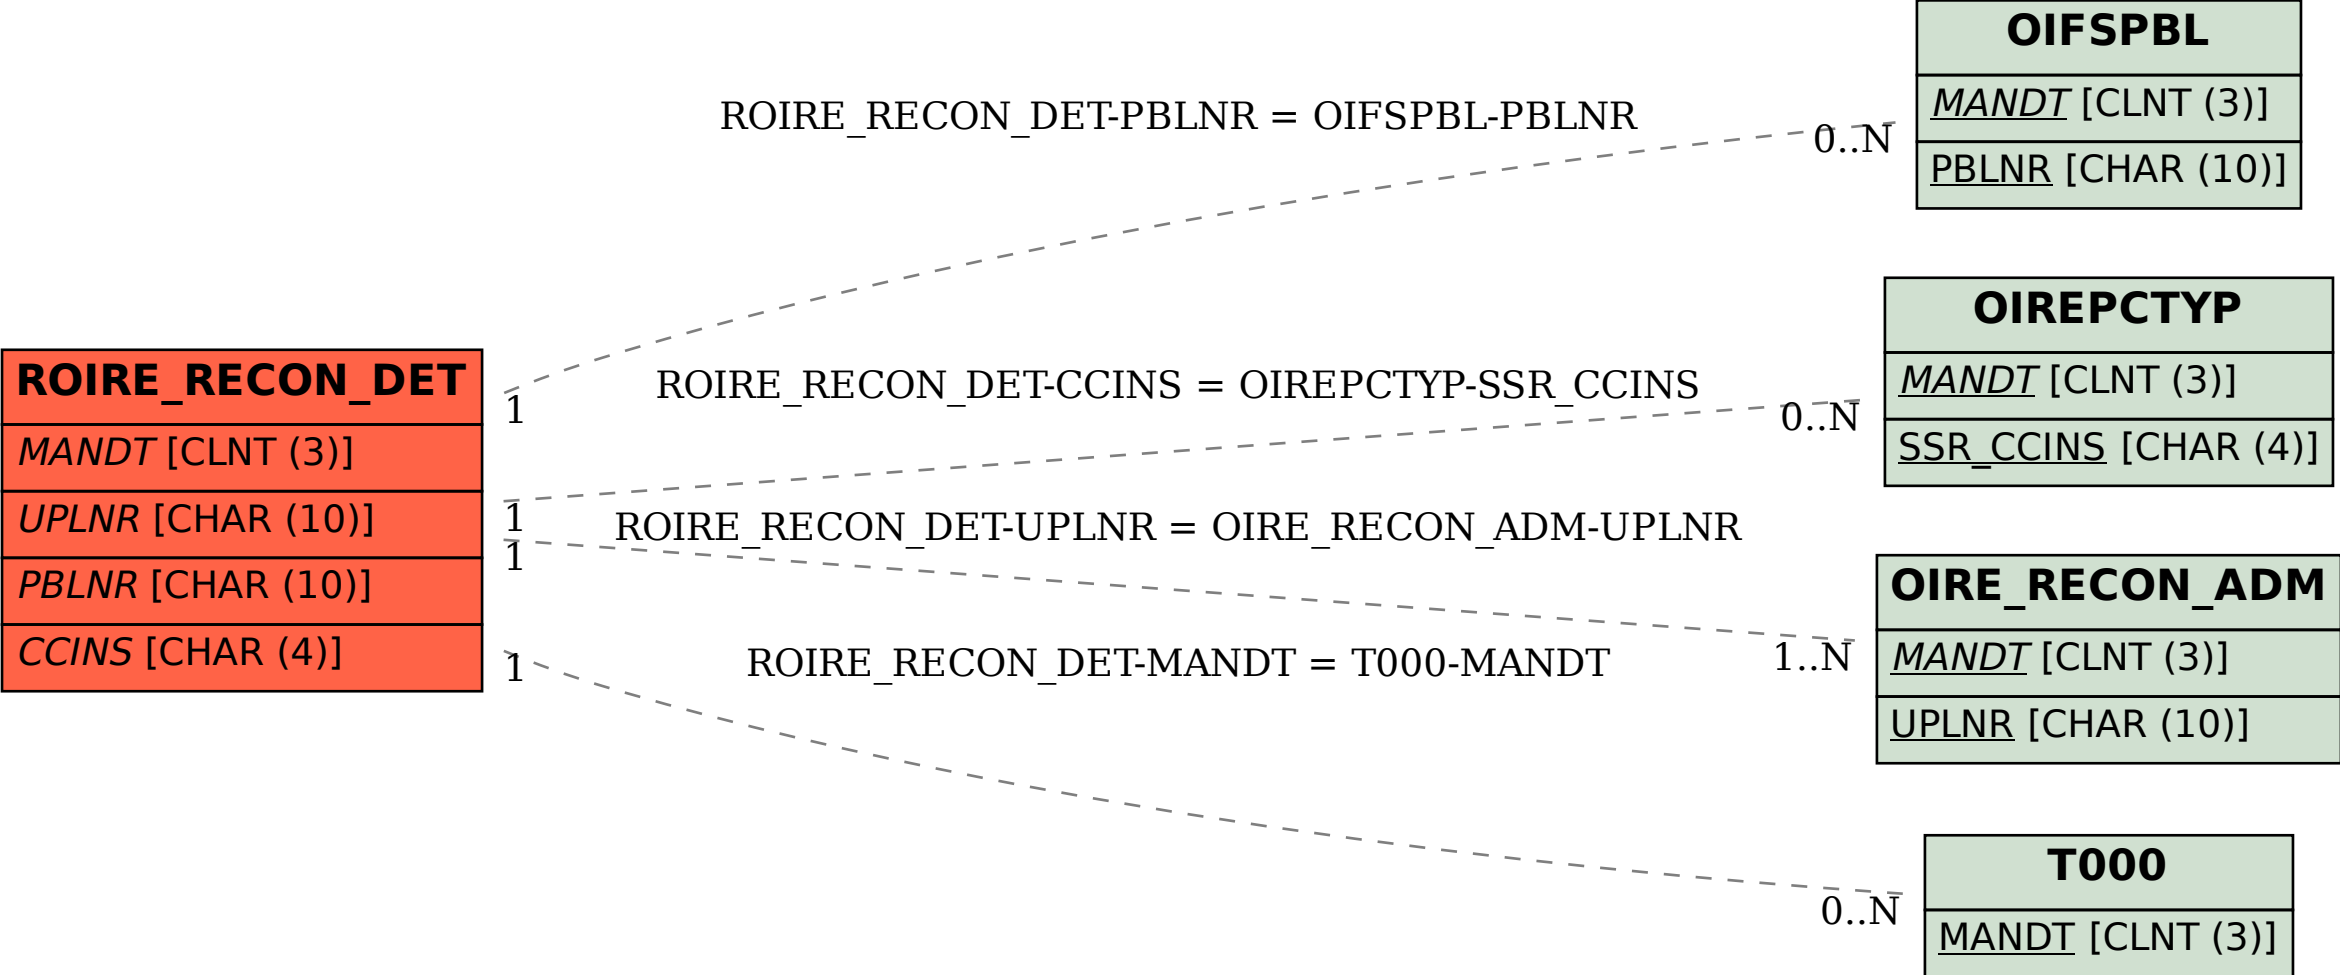 OIFSPBL
MANDT [CLNT (3)]
PBLNR [CHAR (10)]
ROIRE_RECON_DET-PBLNR = OIFSPBL-PBLNR
0..N
OIREPCTYP
MANDT [CLNT (3)]
SSR_CCINS [CHAR (4)]
ROIRE_RECON_DET
MANDT [CLNT (3)]
UPLNR [CHAR (10)]
PBLNR [CHAR (10)]
CCINS [CHAR (4)]
1
ROIRE_RECON_DET-CCINS = OIREPCTYP-SSR_CCINS
0..N
1
ROIRE_RECON_DET-UPLNR = OIRE_RECON_ADM-UPLNR
1
1..N
OIRE_RECON_ADM
MANDT [CLNT (3)]
UPLNR [CHAR (10)]
1
ROIRE_RECON_DET-MANDT = T000-MANDT
0..N
T000
MANDT [CLNT (3)]